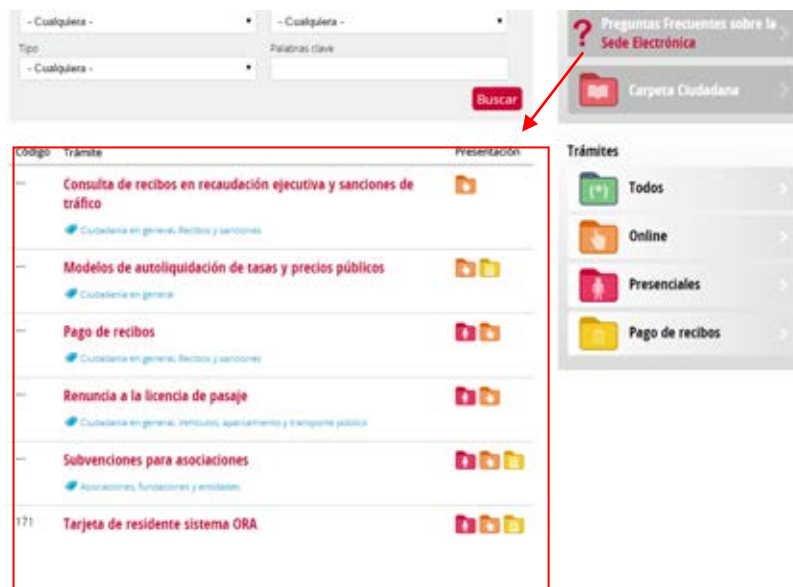 - Cualquiera -
- Cualquiera -
Tipo
Palabras clave
- Cualquiera -
Buscar
Código Trámite Presentación
--- Consulta de recibos en recaudación ejecutiva y sanciones de
tráfico
Ciudadanía en general, Recibos y sanciones
--- Modelos de autoliquidación de tasas y precios públicos
Ciudadanía en general
--- Pago de recibos
Ciudadanía en general, Recibos y sanciones
--- Renuncia a la licencia de pasaje
Ciudadanía en general, Vehículos, aparcamiento y transporte público
--- Subvenciones para asociaciones
Asociaciones, fundaciones y entidades
171 Tarjeta de residente sistema ORA
? Preguntas Frecuentes sobre la
Sede Electrónica
Carpeta Ciudadana
Trámites
(*) Todos
Online
Presenciales
Pago de recibos